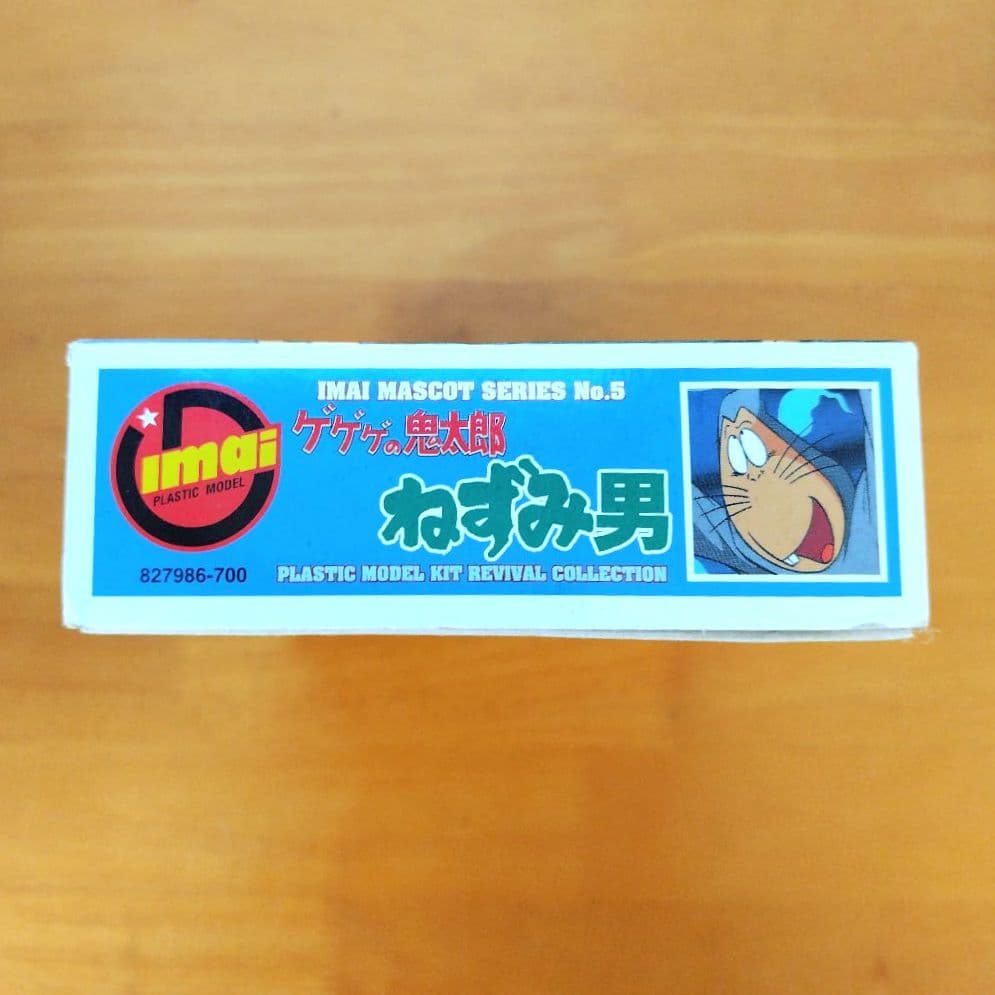 imai
PLASTIC MODEL
827986-700
IMAI MASCOT SERIES No.5
ゲゲゲの鬼太郎
ねずみ男
PLASTIC MODEL KIT REVIVAL COLLECTION